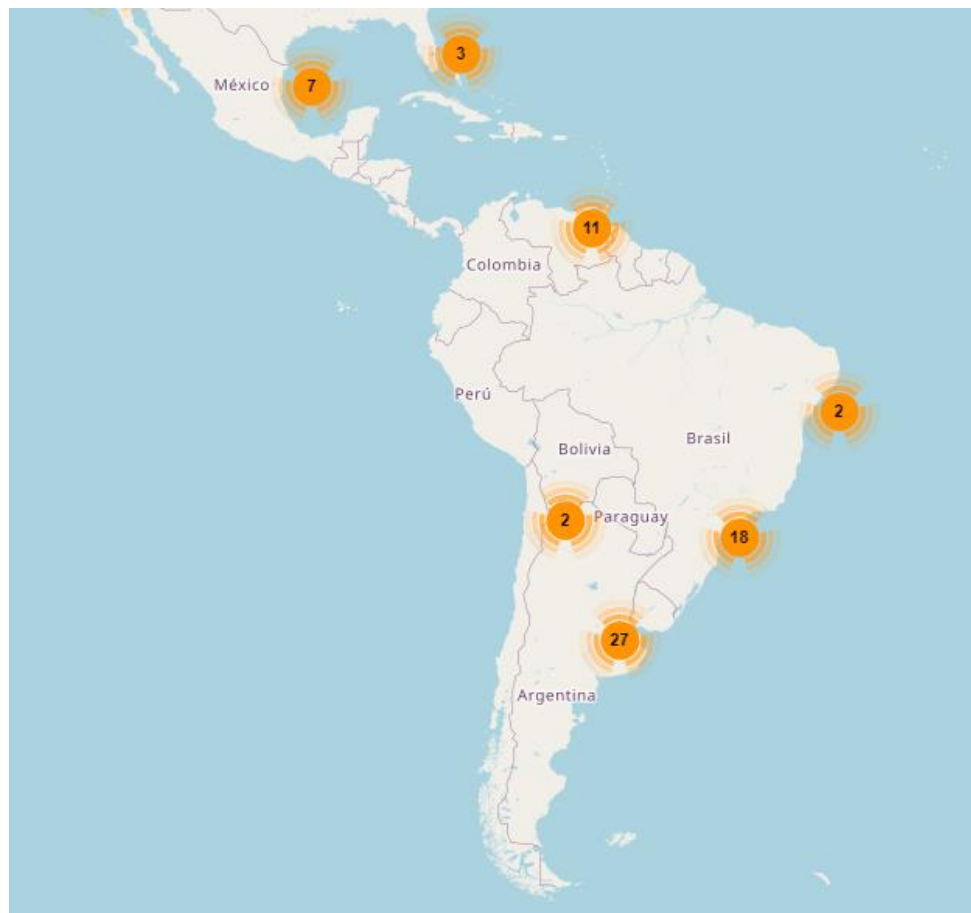 3
México
7
11
Colombia
Perú
2
Brasil
Bolivia
Paraguay
2
18
27
Argentina